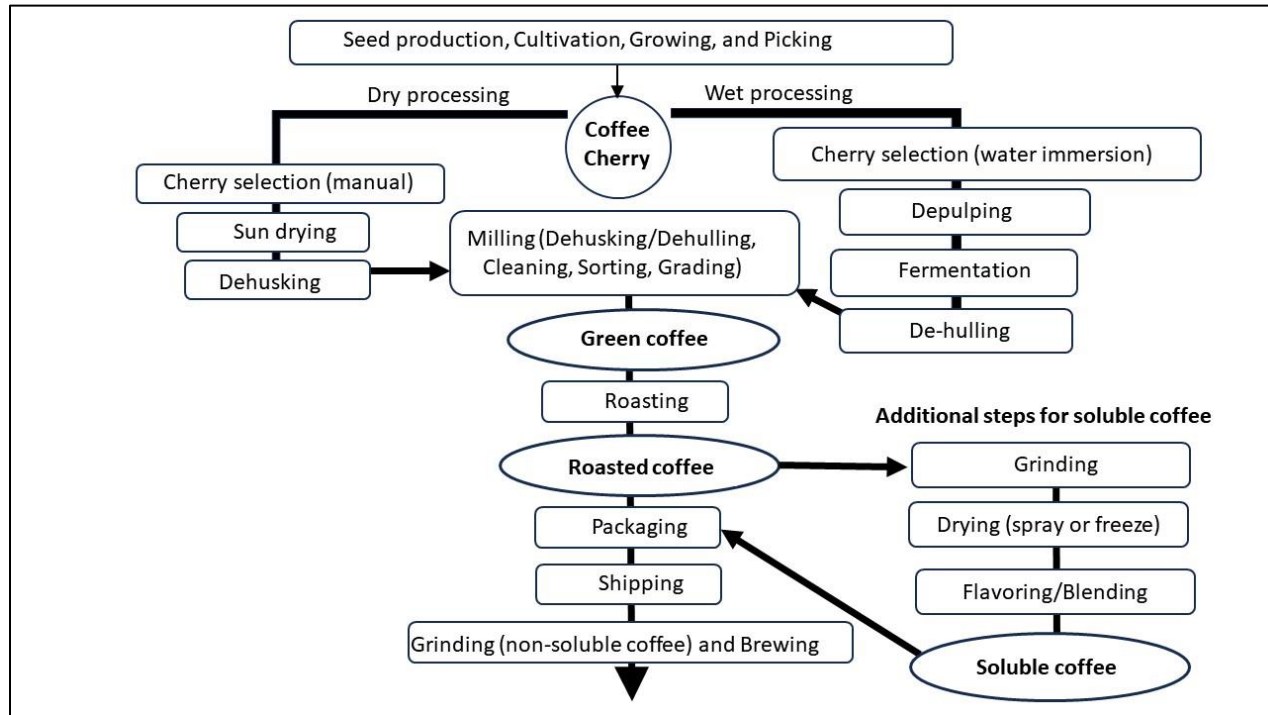 Seed production, Cultivation, Growing, and Picking
Dry processing
Wet processing
Coffee
Cherry
Cherry selection (manual)
Sun drying
Dehusking
Cherry selection (water immersion)
Depulping
Fermentation
De-hulling
Milling (Dehusking/Dehulling,
Cleaning, Sorting, Grading)
Green coffee
Roasting
Roasted coffee
Additional steps for soluble coffee
Grinding
Drying (spray or freeze)
Flavoring/Blending
Soluble coffee
Packaging
Shipping
Grinding (non-soluble coffee) and Brewing